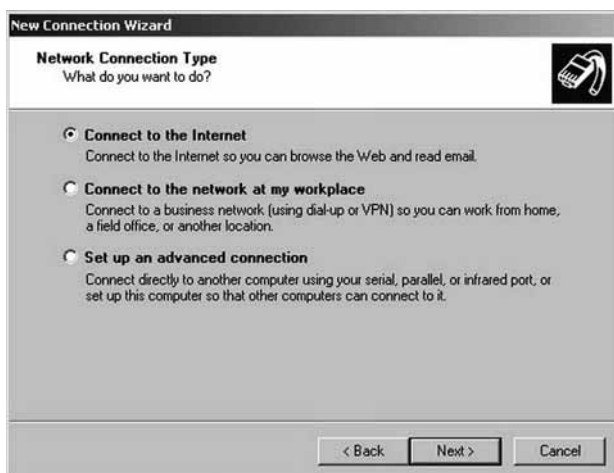 New Connection Wizard
Network Connection Type
What do you want to do?
Connect to the Internet
Connect to the Internet so you can browse the Web and read email.
Connect to the network at my workplace
Connect to a business network (using dial-up or VPN) so you can work from home,
a field office, or another location.
Set up an advanced connection
Connect directly to another computer using your serial, parallel, or infrared port, or
set up this computer so that other computers can connect to it.
< Back
Next >
Cancel